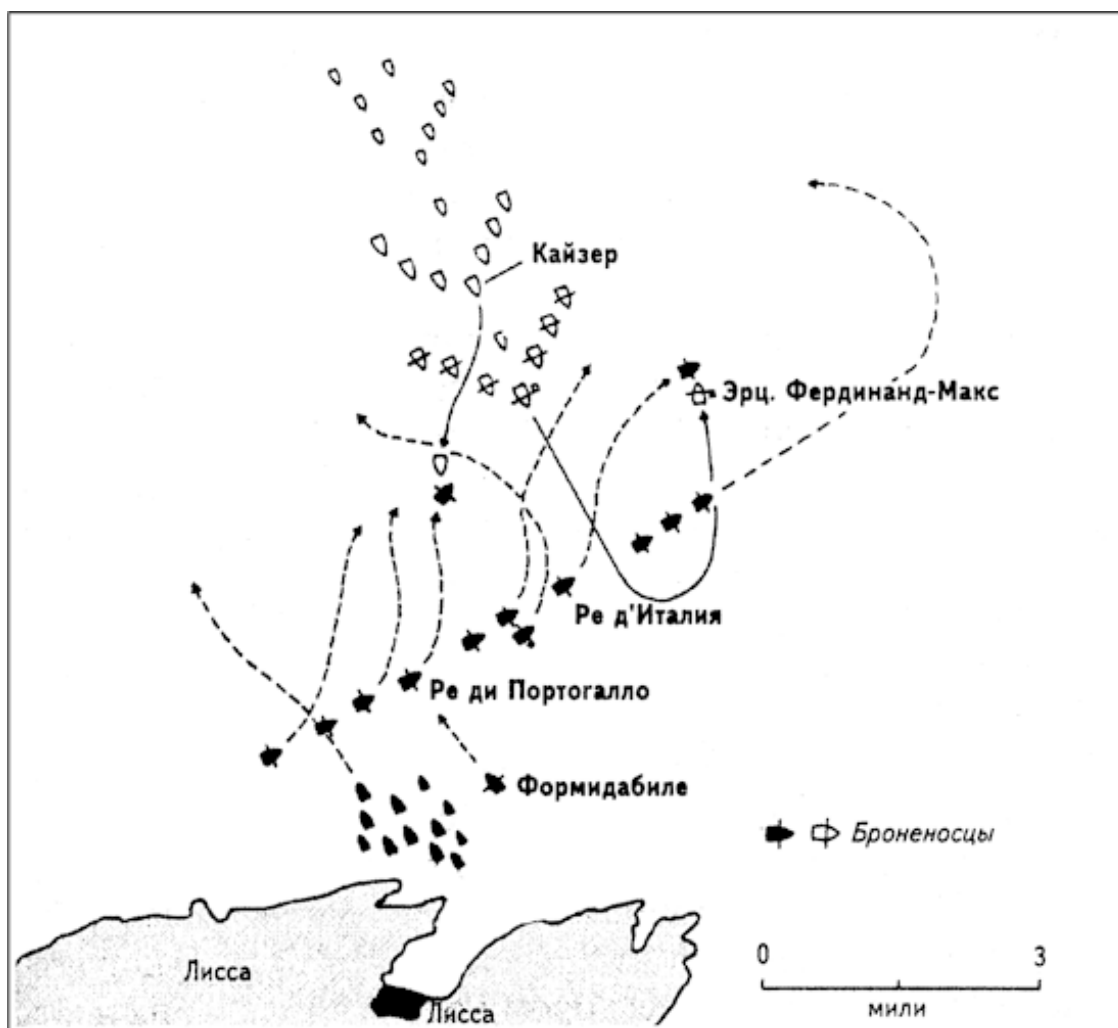 Кайзер
Эрц. Фердинанд-Макс
Ре д'Италия
Ре ди Портогалло
Формидабиле
Броненосцы
Лисса
Лисса
0 3
мили